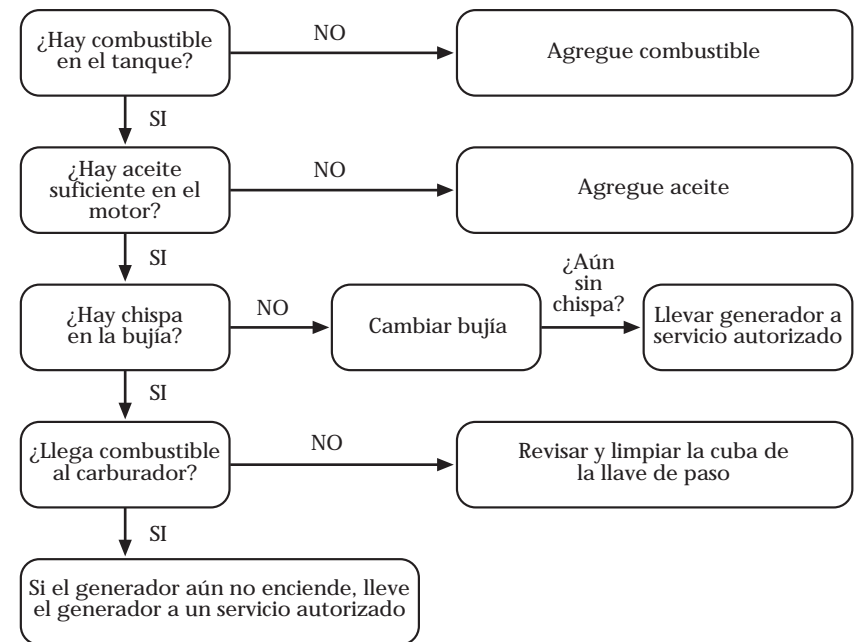 ¿Hay combustible
en el tanque?
NO
Agregue combustible
SI
¿Hay aceite
suficiente en el
motor?
NO
Agregue aceite
SI
¿Hay chispa
en la bujía?
NO
Cambiar bujía
¿Aún
sin
chispa?
Llevar generador a
servicio autorizado
SI
¿Llega combustible
al carburador?
NO
Revisar y limpiar la cuba de
la llave de paso
SI
Si el generador aún no enciende, lleve
el generador a un servicio autorizado